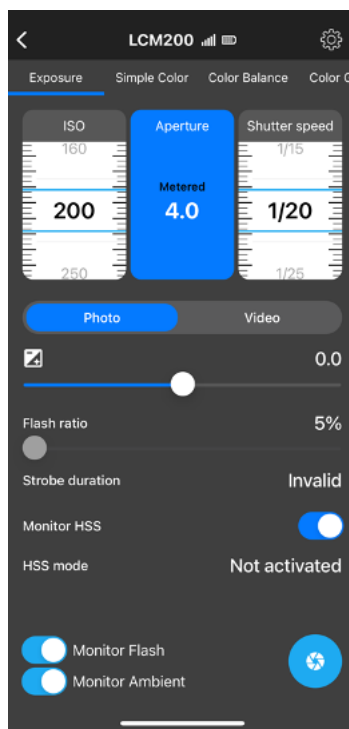 LCM200
Exposure Simple Color Color Balance Color
ISO Aperture Shutter speed
160 1/15
Metered
200 4.0 1/20
250 1/25
Photo Video
0.0
Flash ratio 5%
Strobe duration Invalid
Monitor HSS
HSS mode Not activated
Monitor Flash
Monitor Ambient